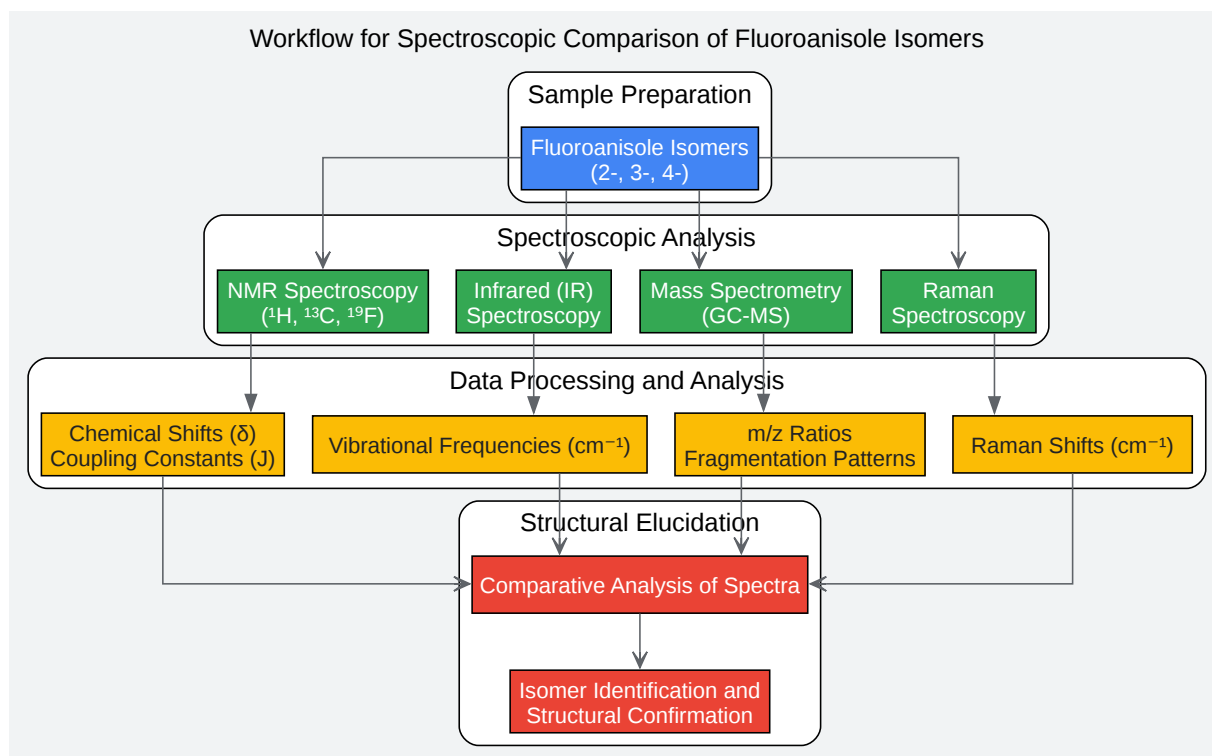 Workflow for Spectroscopic Comparison of Fluoroanisole Isomers
Sample Preparation
Fluoroanisole Isomers
(2-, 3-, 4-)
Spectroscopic Analysis
NMR Spectroscopy
(¹H, ¹³C, ¹⁹F)
Infrared (IR)
Spectroscopy
Mass Spectrometry
(GC-MS)
Raman
Spectroscopy
Data Processing and Analysis
Chemical Shifts (δ)
Coupling Constants (J)
Vibrational Frequencies (cm⁻¹)
m/z Ratios
Fragmentation Patterns
Raman Shifts (cm⁻¹)
Structural Elucidation
Comparative Analysis of Spectra
Isomer Identification and
Structural Confirmation